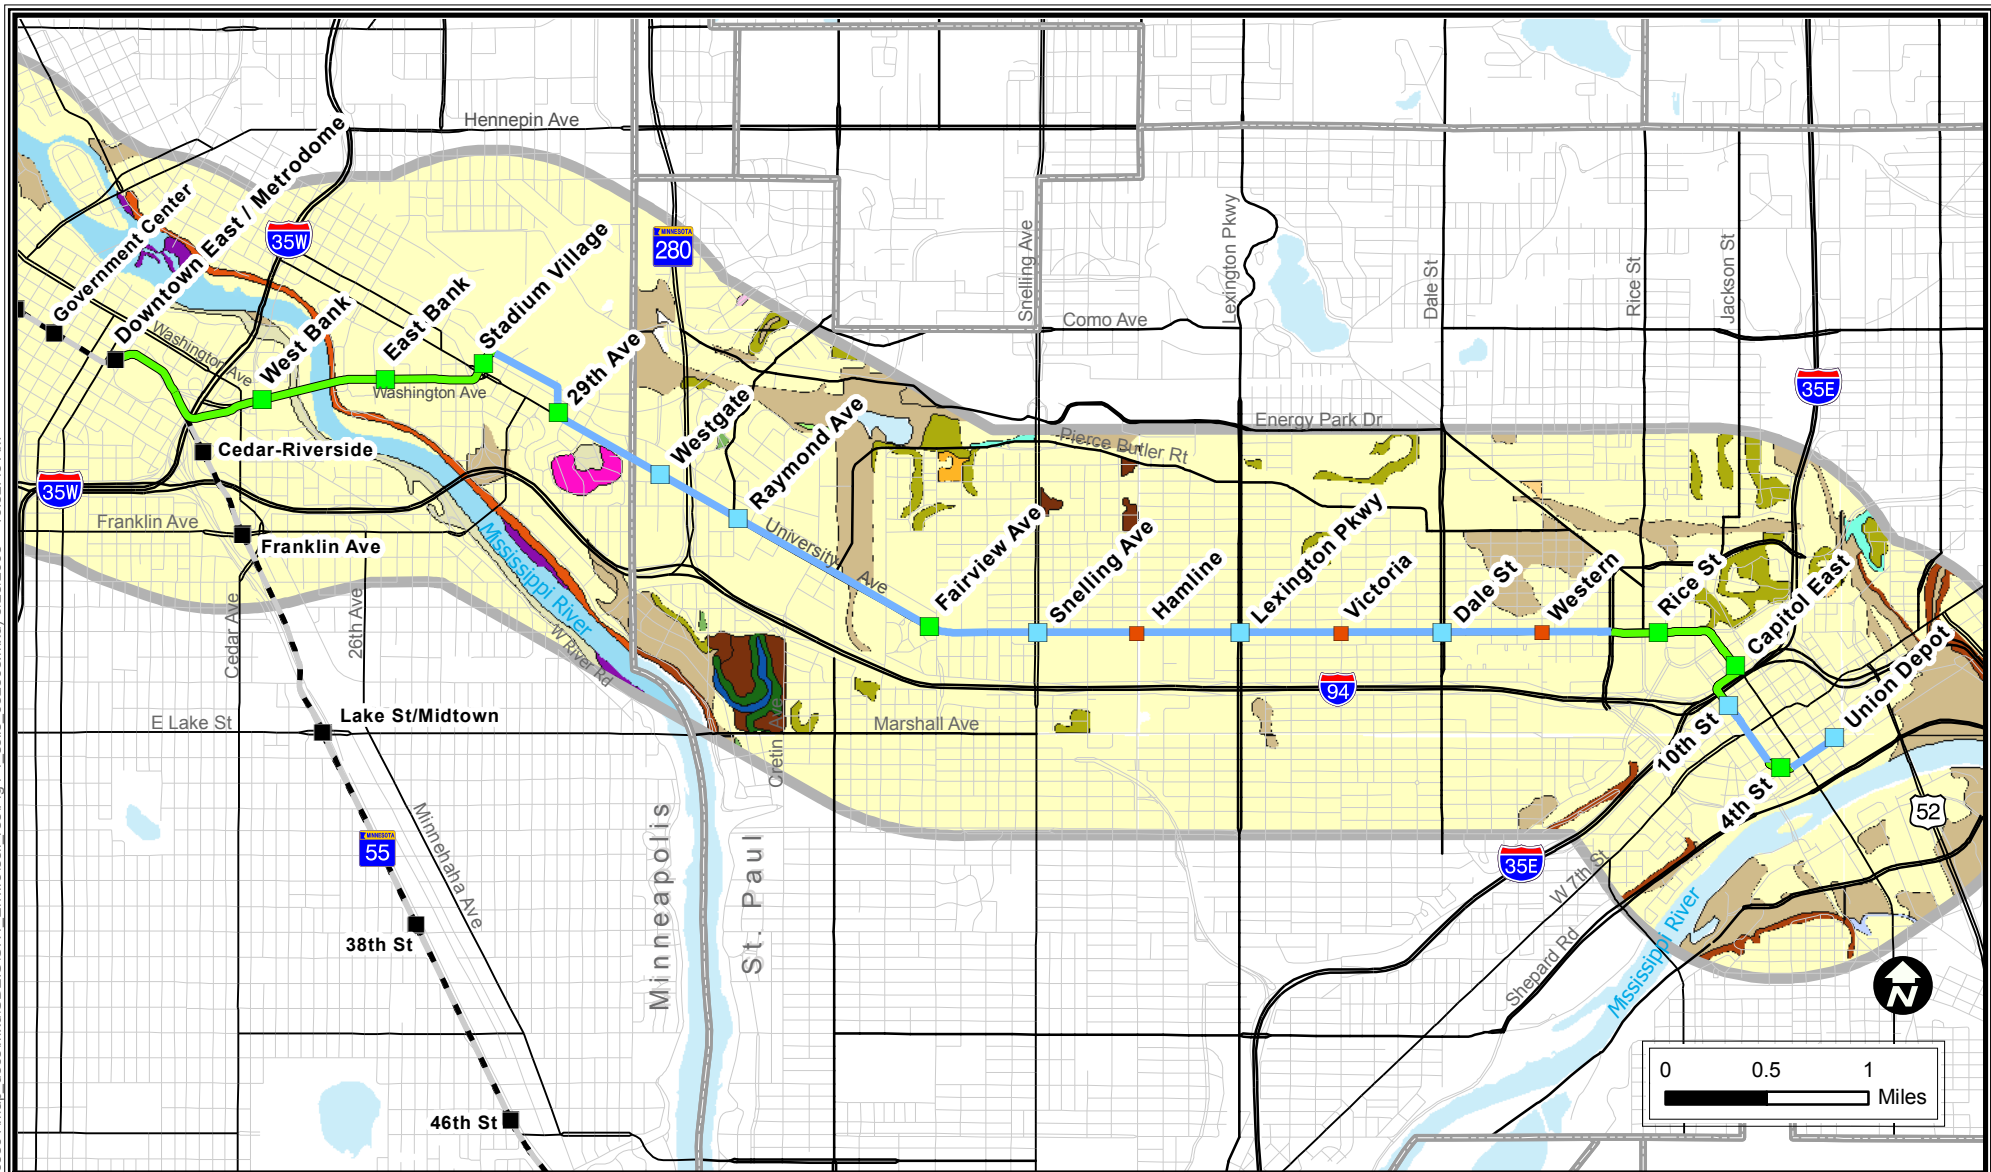 Hennepin Ave
Government Center
Downtown East / Metrodome
35W
MINNESOTA
280
Stadium Village
East Bank
West Bank
Washington Ave
Washington Ave
29th Ave
Westgate
Raymond Ave
Snelling Ave
Lexington Pkwy
Dale St
Rice St
Jackson St
Como Ave
35E
Energy Park Dr
Pierce Butler Rt
Cedar-Riverside
35W
Franklin Ave
Franklin Ave
Mssissippi River
University Ave
Fairview Ave
Snelling Ave
Hamline
Lexington Pkwy
Victoria
Dale St
Western
Rice St
Capitol East
Union Depot
Cedar Ave
26th Ave
W River Rd
94
E Lake St
Lake St/Midtown
Cretin Ave
Marshall Ave
10th St
4th St
52
MINNESOTA
55
Minnehaha Ave
Minneapolis
St. Paul
35E
W 7th St
Shepard Rd
Mississippi River
38th St
46th St
N
0 0.5 1
Miles